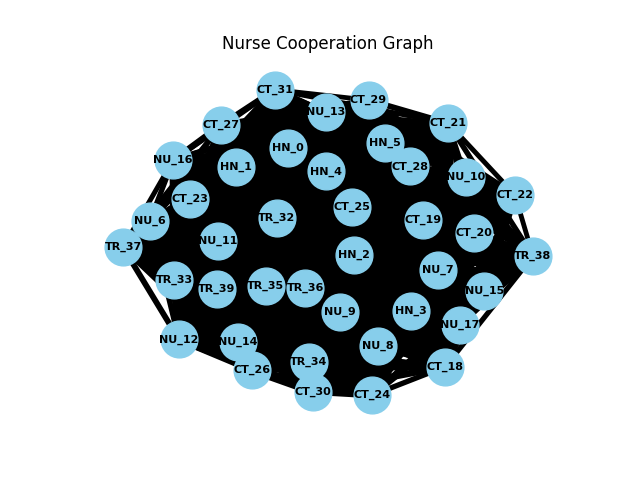 Nurse Cooperation Graph
CT_31
CT_29
NU_13
CT_27
CT_21
HN_5
HN_0
NU_16
HN_1
CT_28
HN_4
NU_10
CT_22
CT_23
CT_25
TR_32
CT_19
NU_6
CT_20
NU_11
TR_37
HN_2
TR_38
NU_7
TR_33
TR_39
TR_35
TR_36
NU_15
NU_9
HN_3
NU_17
NU_12
NU_14
NU_8
TR_34
CT_26
CT_18
CT_30
CT_24